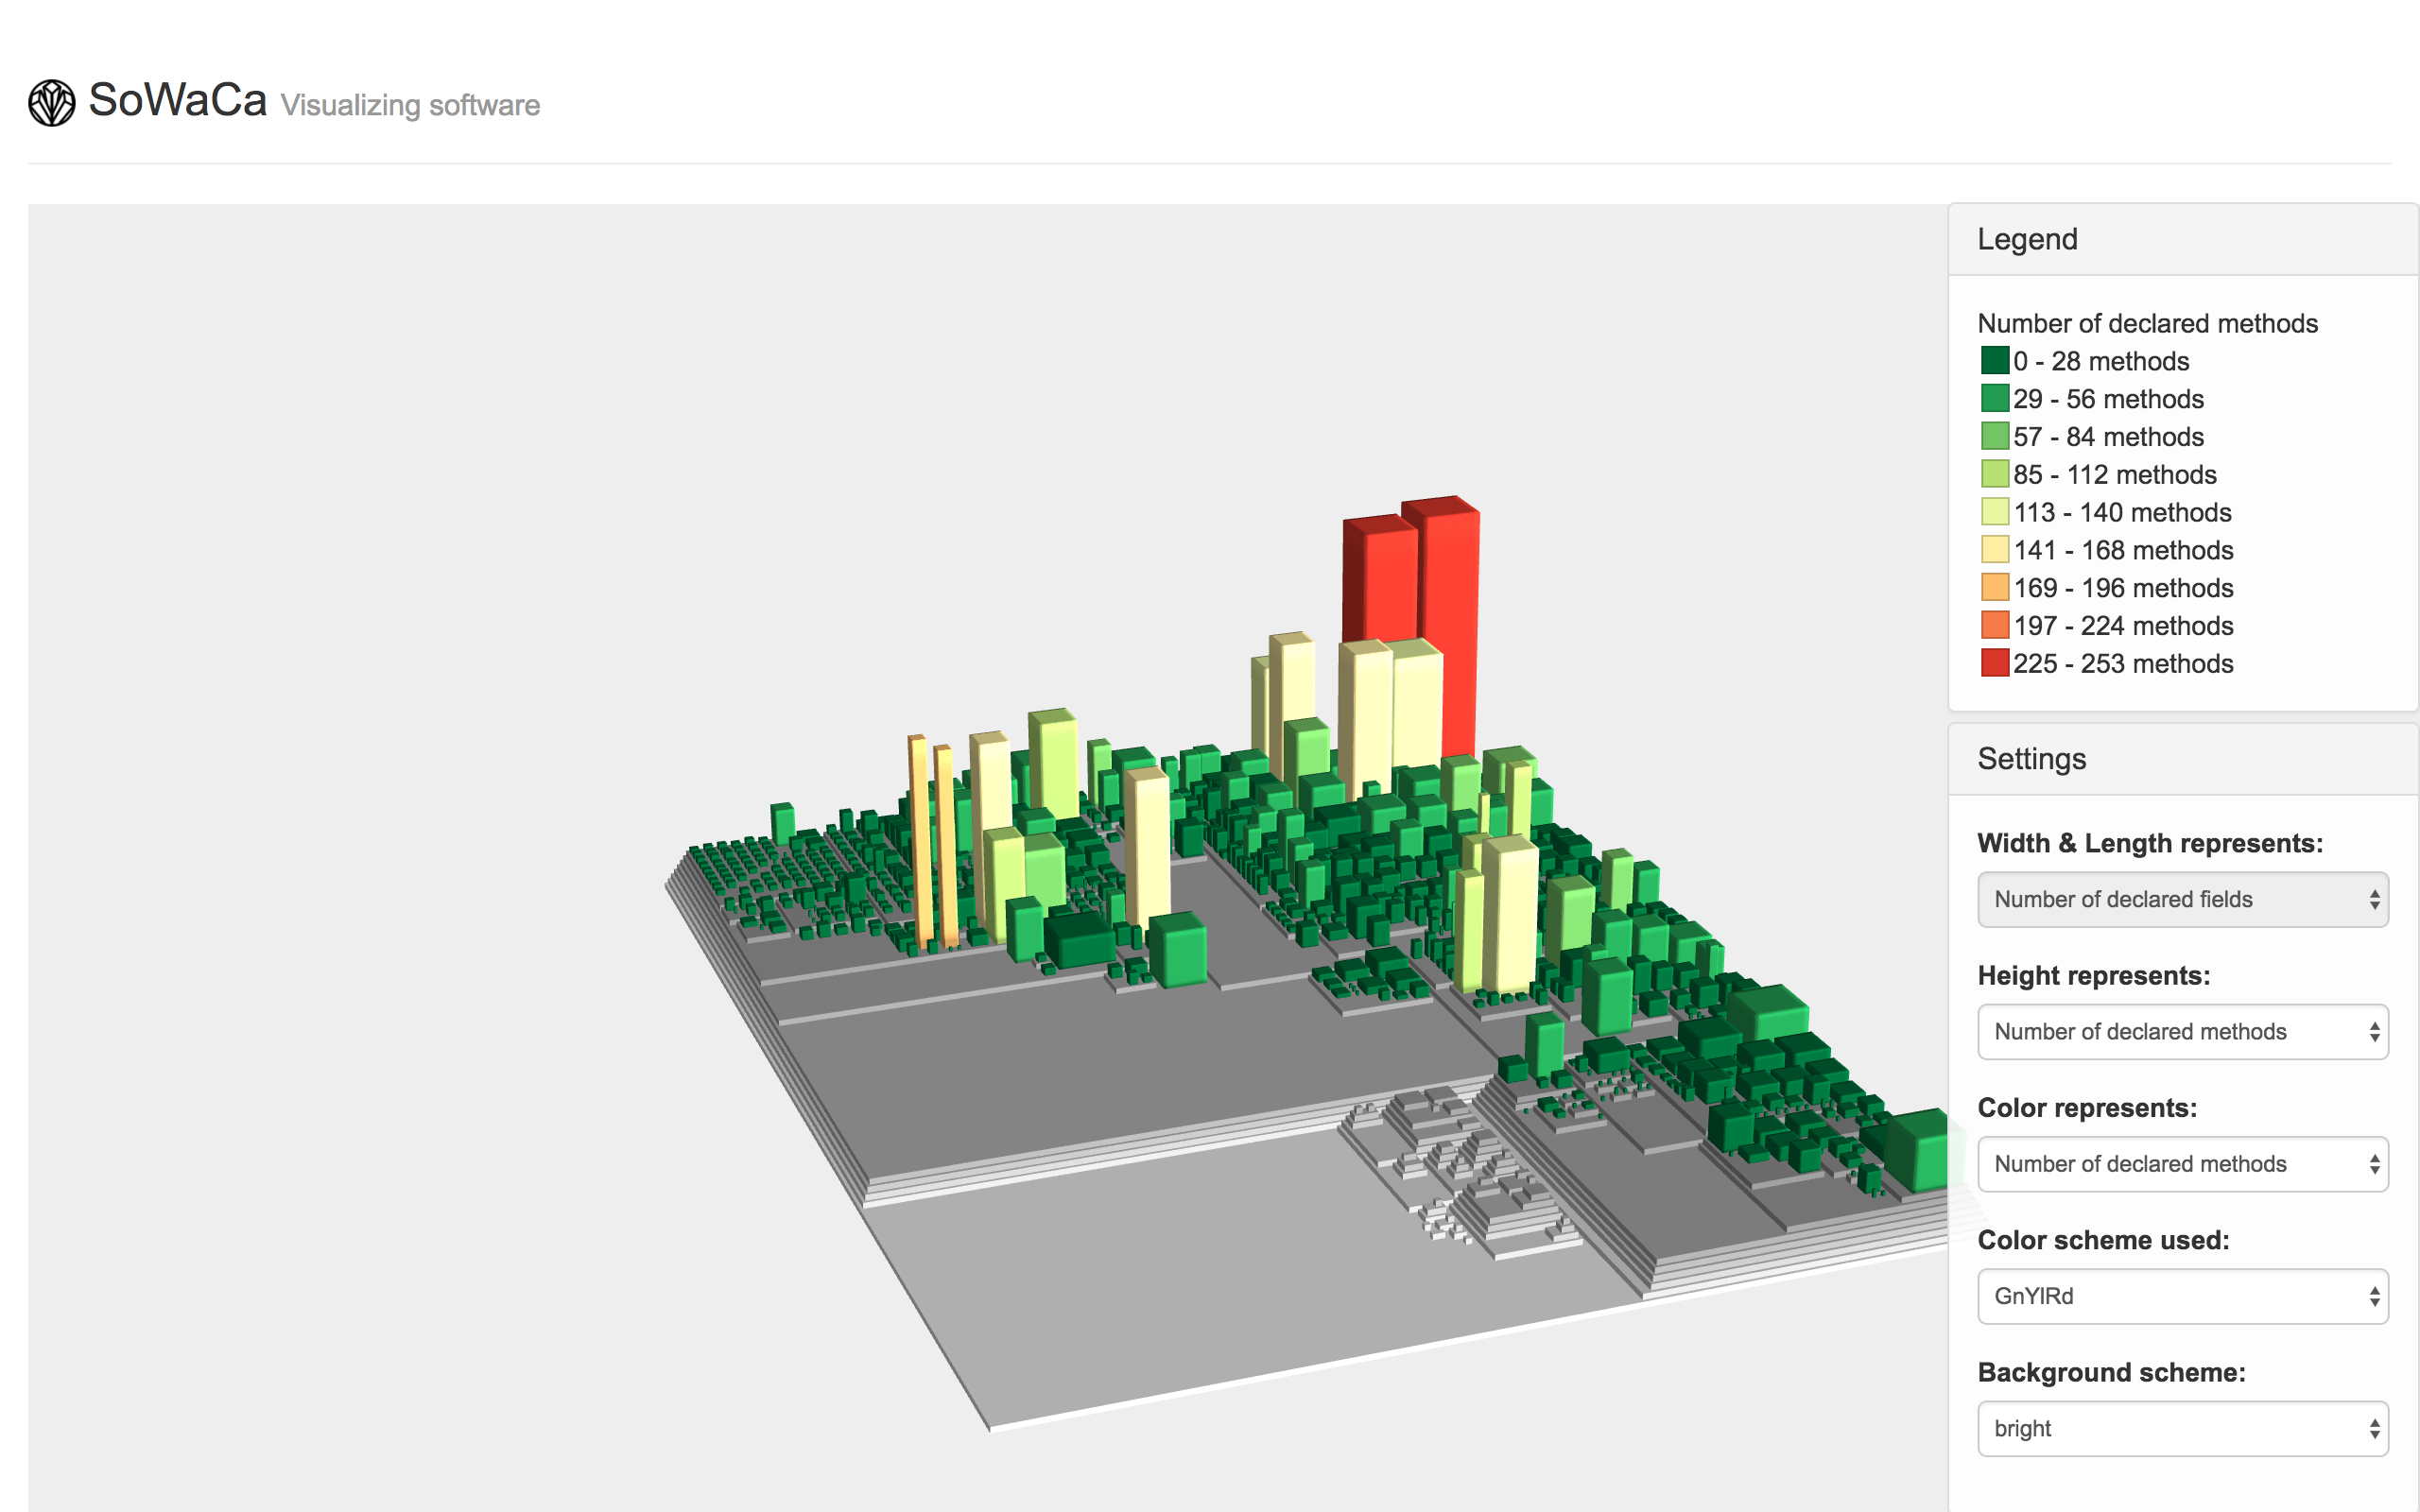 SoWaCa Visualizing software
Legend
Number of declared methods
0 - 28 methods
29 - 56 methods
57 - 84 methods
85 - 112 methods
113 - 140 methods
141 - 168 methods
169 - 196 methods
197 - 224 methods
225 - 253 methods
Settings
Width & Length represents:
Number of declared fields
Height represents:
Number of declared methods
Color represents:
Number of declared methods
Color scheme used:
GnYlRd
Background scheme:
bright